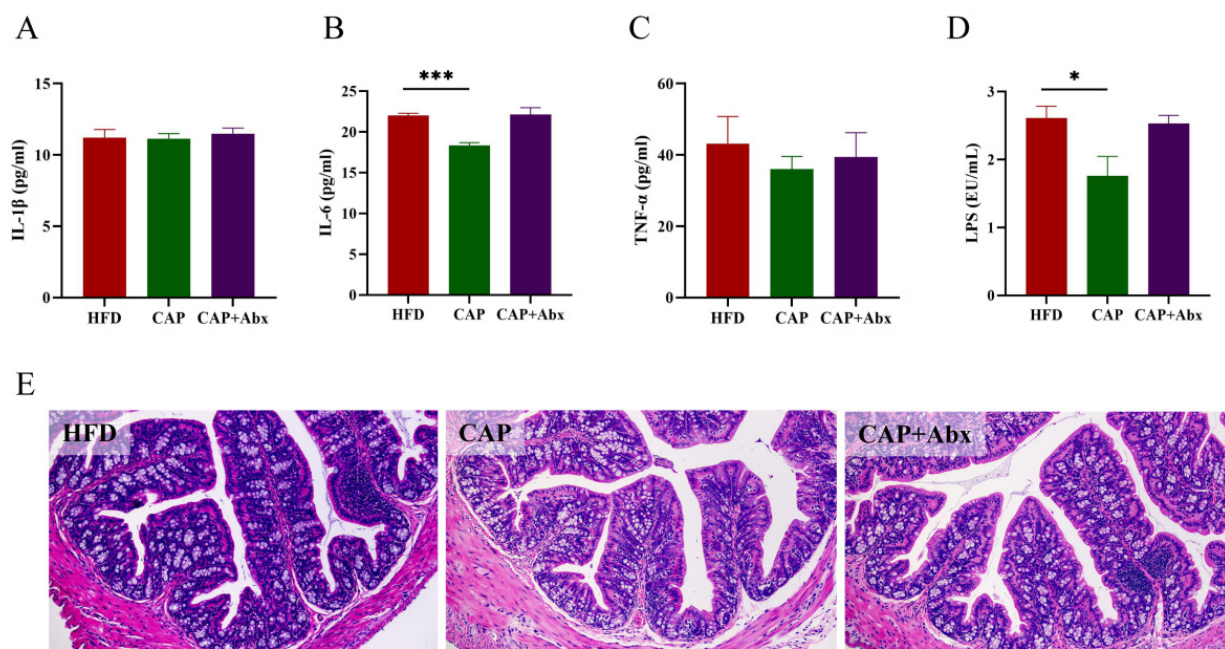 A
B
C
D
IL-1β (pg/ml)
15
10
5
0
HFD CAP CAP+Abx
***
IL-6 (pg/ml)
25
20
15
10
5
0
HFD CAP CAP+Abx
TNF-α (pg/ml)
60
40
20
0
HFD CAP CAP+Abx
*
LPS (EU/mL)
3
2
1
0
HFD CAP CAP+Abx
E
HFD
CAP
CAP+Abx